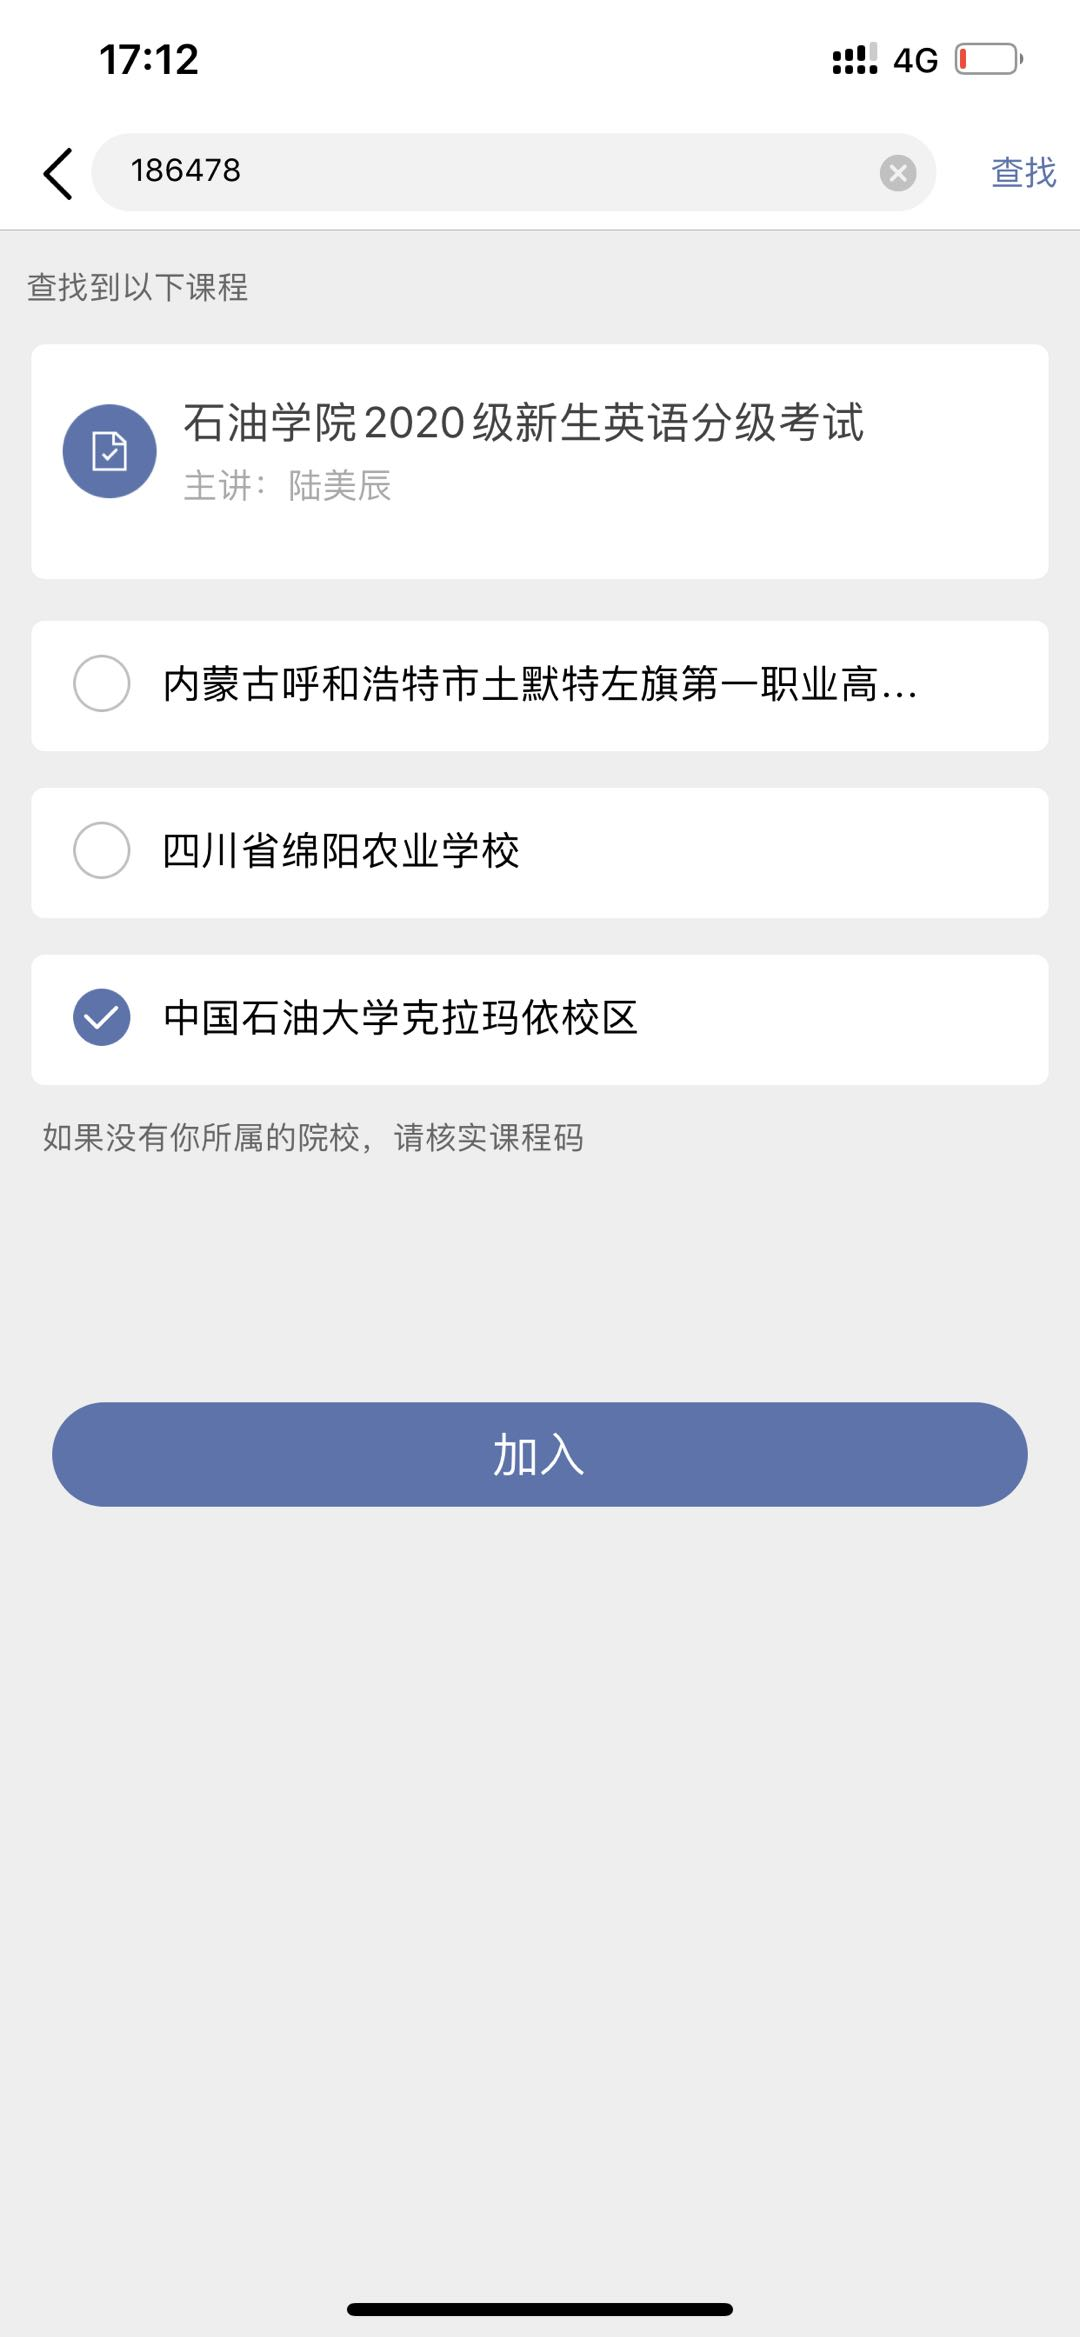 17:12
4G
186478
查找
查找到以下课程
石油学院2020级新生英语分级考试
主讲：陆美辰
内蒙古呼和浩特市土默特左旗第一职业高...
四川省绵阳农业学校
中国石油大学克拉玛依校区
如果没有你所属的院校，请核实课程码
加入